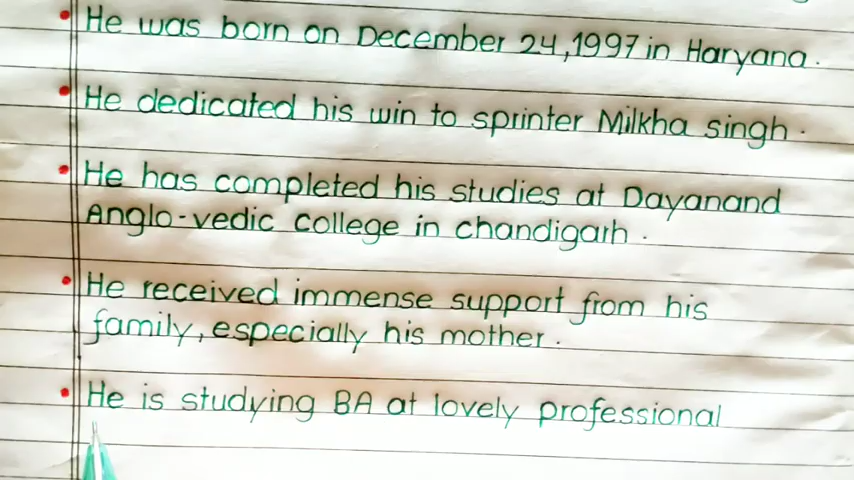 • He was born on December 24,1997 in Haryana.
• He dedicated his win to sprinter Milkha singh.
• He has completed his studies at Dayanand
Anglo-vedic college in chandigarh.
• He received immense support from his
family, especially his mother.
• He is studying BA at lovely professional